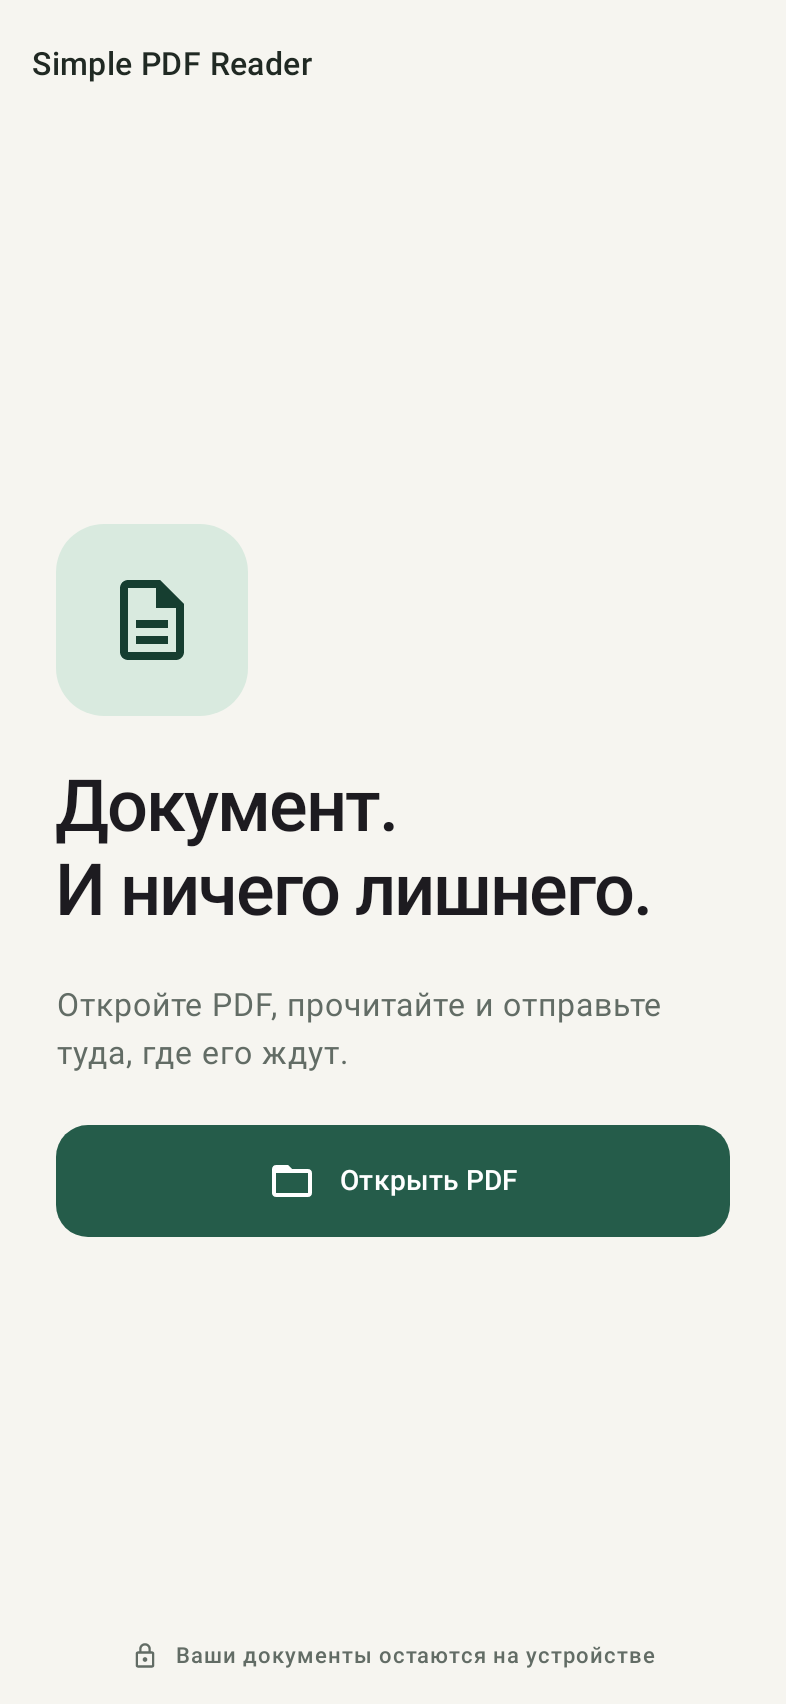 Simple PDF Reader
Документ.
И ничего лишнего.
Откройте PDF, прочитайте и отправьте
туда, где его ждут.
Открыть PDF
Ваши документы остаются на устройстве